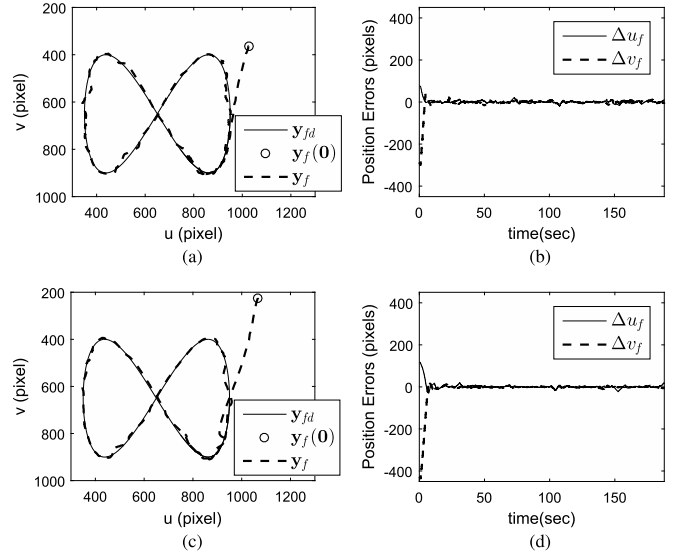 200
400
600
800
1000
v (pixel)
400
600
800
1000
1200
u (pixel)
y_fd
y_f(0)
y_f
(a)
400
200
0
-200
-400
Position Errors (pixels)
0
50
100
150
time(sec)
Δu_f
Δv_f
(b)
200
400
600
800
1000
v (pixel)
400
600
800
1000
1200
u (pixel)
y_fd
y_f(0)
y_f
(c)
400
200
0
-200
-400
Position Errors (pixels)
0
50
100
150
time(sec)
Δu_f
Δv_f
(d)